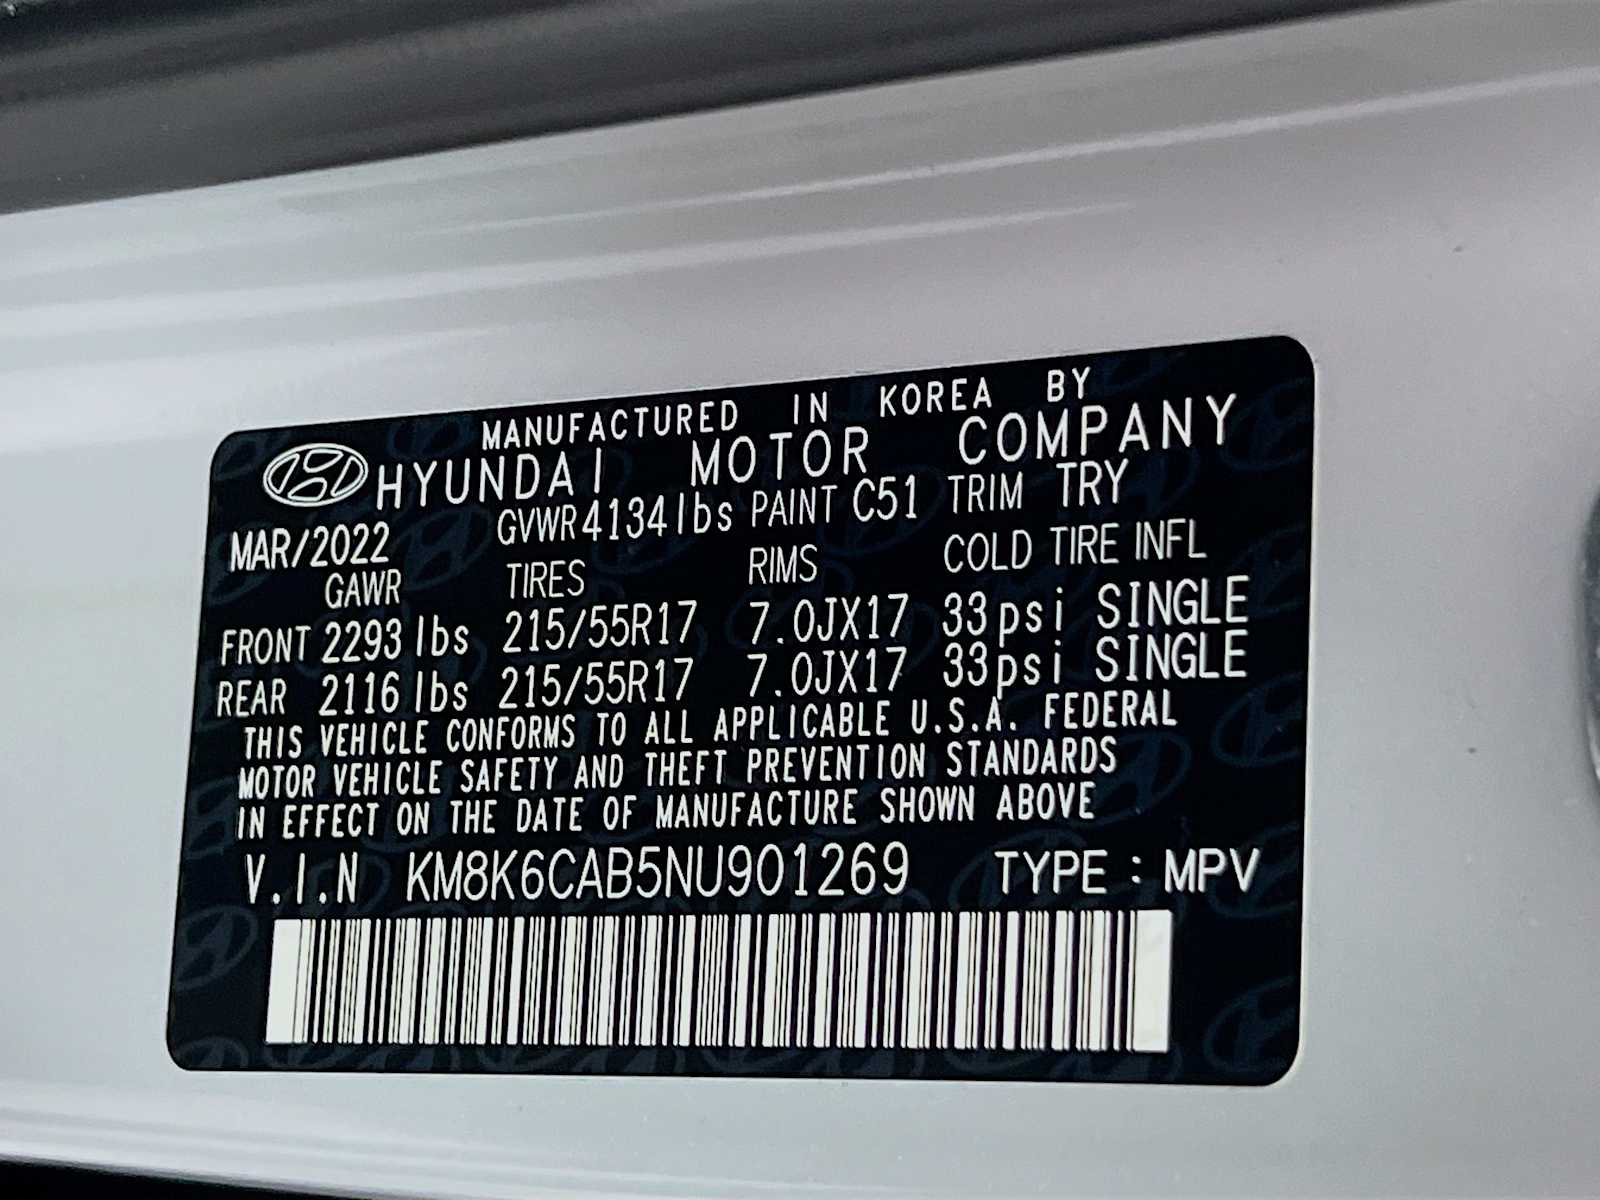 MANUFACTURED IN KOREA BY
HYUNDAI MOTOR COMPANY
MAR/2022 GVWR 4134lbs PAINT C51 TRIM TRY
GAWR TIRES RIMS COLD TIRE INFL
FRONT 2293 lbs 215/55R17 7.0JX17 33psi SINGLE
REAR 2116 lbs 215/55R17 7.0JX17 33psi SINGLE
THIS VEHICLE CONFORMS TO ALL APPLICABLE U.S.A. FEDERAL
MOTOR VEHICLE SAFETY AND THEFT PREVENTION STANDARDS
IN EFFECT ON THE DATE OF MANUFACTURE SHOWN ABOVE
V.I.N KM8K6CAB5NU901269 TYPE : MPV